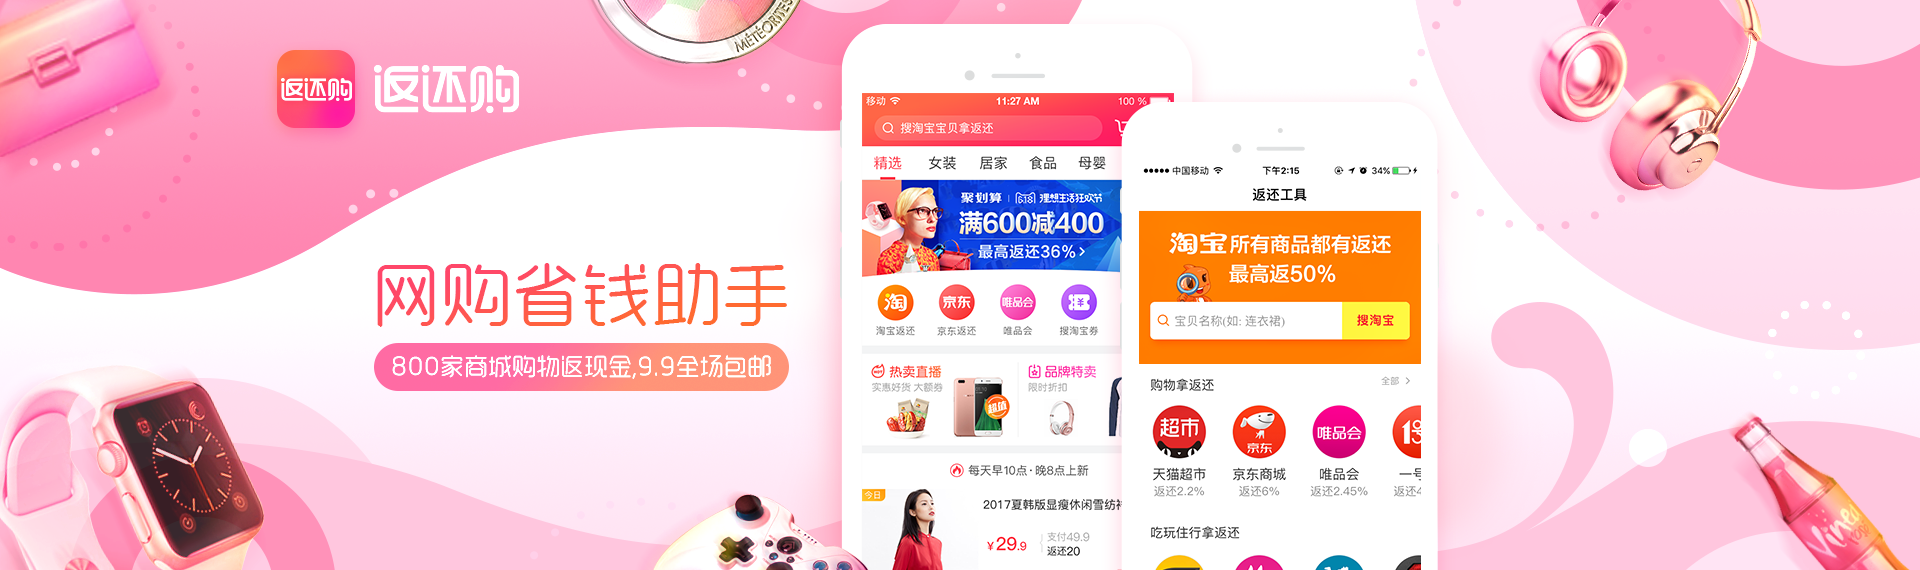 返还购 返还购
MÉTÉORITES
网购省钱助手
800家商城购物返现金,9.9全场包邮
移动 11:27 AM 100 %
搜淘宝宝贝拿返还
精选 女装 居家 食品 母婴
聚划算 618 理想生活狂欢节
满600减400
最高返还36%
淘 京东 唯品会
淘宝返还 京东返还 唯品会 搜淘宝券
热卖直播 品牌特卖
实惠好货 大额券 限时折扣
超值
每天早10点·晚8点上新
今日
2017夏韩版显瘦休闲雪纺
¥29.9
支付49.9
返还20
中国移动 下午2:15 34%
返还工具
淘宝所有商品都有返还
最高返50%
宝贝名称(如: 连衣裙) 搜淘宝
购物拿返还 全部
超市 京东 唯品会
天猫超市 京东商城 唯品会 一号
返还2.2% 返还6% 返还2.45% 返还4
吃玩住行拿返还